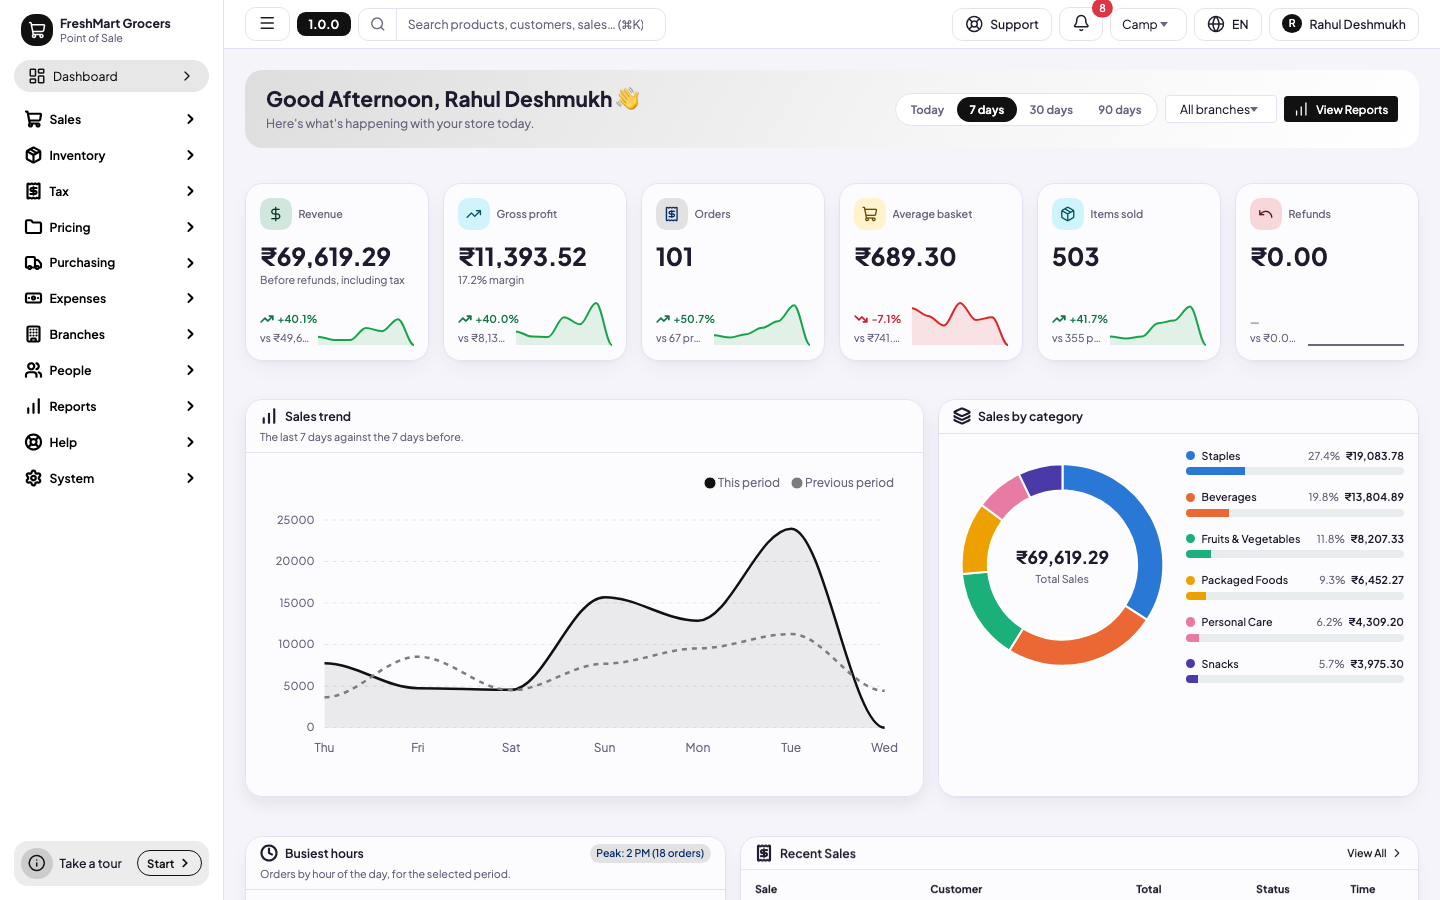 FreshMart Grocers
Point of Sale
Dashboard
Sales
Inventory
Tax
Pricing
Purchasing
Expenses
Branches
People
Reports
Help
System
Take a tour
Start
1.0.0
Search products, customers, sales... (⌘K)
Support
8
Camp
EN
R
Rahul Deshmukh
Good Afternoon, Rahul Deshmukh 👋
Here's what's happening with your store today.
Today
7 days
30 days
90 days
All branches
View Reports
Revenue
₹69,619.29
Before refunds, including tax
+40.1%
vs ₹49,6...
Gross profit
₹11,393.52
17.2% margin
+40.0%
vs ₹8,13...
Orders
101
+50.7%
vs 67 pr...
Average basket
₹689.30
-7.1%
vs ₹741....
Items sold
503
+41.7%
vs 355 p...
Refunds
₹0.00
—
vs ₹0.0...
Sales trend
The last 7 days against the 7 days before.
This period
Previous period
25000
20000
15000
10000
5000
0
Thu Fri Sat Sun Mon Tue Wed
Sales by category
₹69,619.29
Total Sales
Staples 27.4% ₹19,083.78
Beverages 19.8% ₹13,804.89
Fruits & Vegetables 11.8% ₹8,207.33
Packaged Foods 9.3% ₹6,452.27
Personal Care 6.2% ₹4,309.20
Snacks 5.7% ₹3,975.30
Busiest hours
Peak: 2 PM (18 orders)
Orders by hour of the day, for the selected period.
Recent Sales
View All
Sale Customer Total Status Time